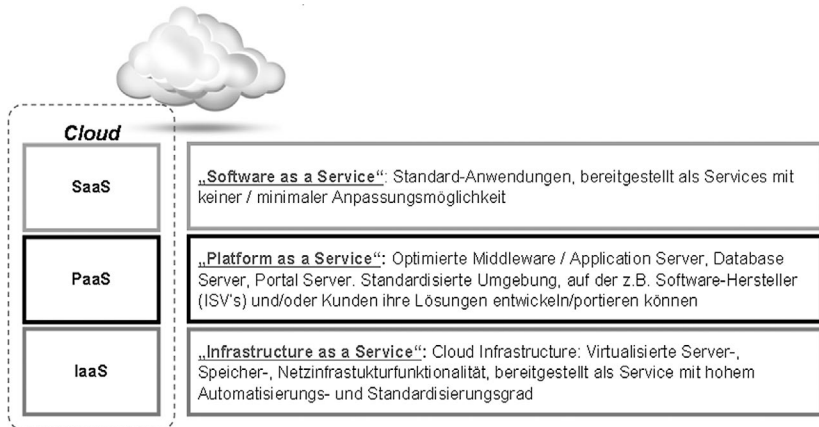 Cloud
SaaS
„Software as a Service“: Standard-Anwendungen, bereitgestellt als Services mit
keiner / minimaler Anpassungsmöglichkeit
PaaS
„Platform as a Service“: Optimierte Middleware / Application Server, Database
Server, Portal Server. Standardisierte Umgebung, auf der z.B. Software-Hersteller
(ISV's) und/oder Kunden ihre Lösungen entwickeln/portieren können
IaaS
„Infrastructure as a Service“: Cloud Infrastructure: Virtualisierte Server-,
Speicher-, Netzinfrastukturfunktionalität, bereitgestellt als Service mit hohem
Automatisierungs- und Standardisierungsgrad